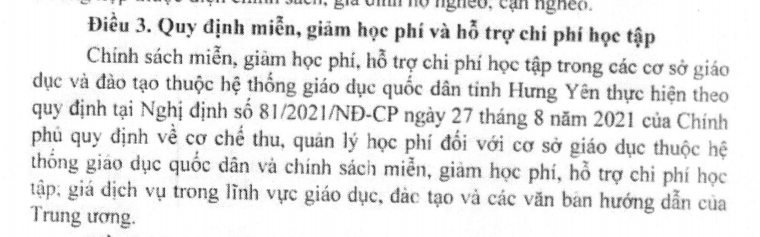 chính sách, gia đình hộ nghèo, cận nghèo.
Điều 3. Quy định miễn, giảm học phí và hỗ trợ chi phí học tập
Chính sách miễn, giảm học phí, hỗ trợ chi phí học tập trong các cơ sở giáo
dục và đào tạo thuộc hệ thống giáo dục quốc dân tỉnh Hưng Yên thực hiện theo
quy định tại Nghị định số 81/2021/NĐ-CP ngày 27 tháng 8 năm 2021 của Chính
phủ quy định về cơ chế thu, quản lý học phí đối với cơ sở giáo dục thuộc hệ
thống giáo dục quốc dân và chính sách miễn, giảm học phí, hỗ trợ chi phí học
tập; giá dịch vụ trong lĩnh vực giáo dục, đào tạo và các văn bản hướng dẫn của
Trung ương.